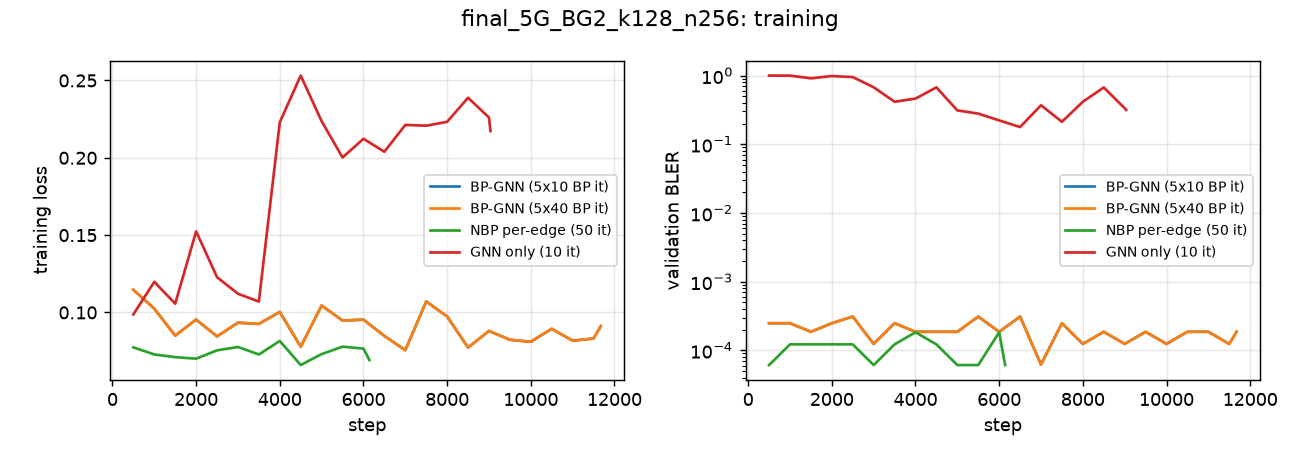 final_5G_BG2_k128_n256: training
training loss
0.25
0.20
0.15
0.10
0 2000 4000 6000 8000 10000 12000
step
BP-GNN (5x10 BP it)
BP-GNN (5x40 BP it)
NBP per-edge (50 it)
GNN only (10 it)
validation BLER
10⁰
10⁻¹
10⁻²
10⁻³
10⁻⁴
0 2000 4000 6000 8000 10000 12000
step
BP-GNN (5x10 BP it)
BP-GNN (5x40 BP it)
NBP per-edge (50 it)
GNN only (10 it)